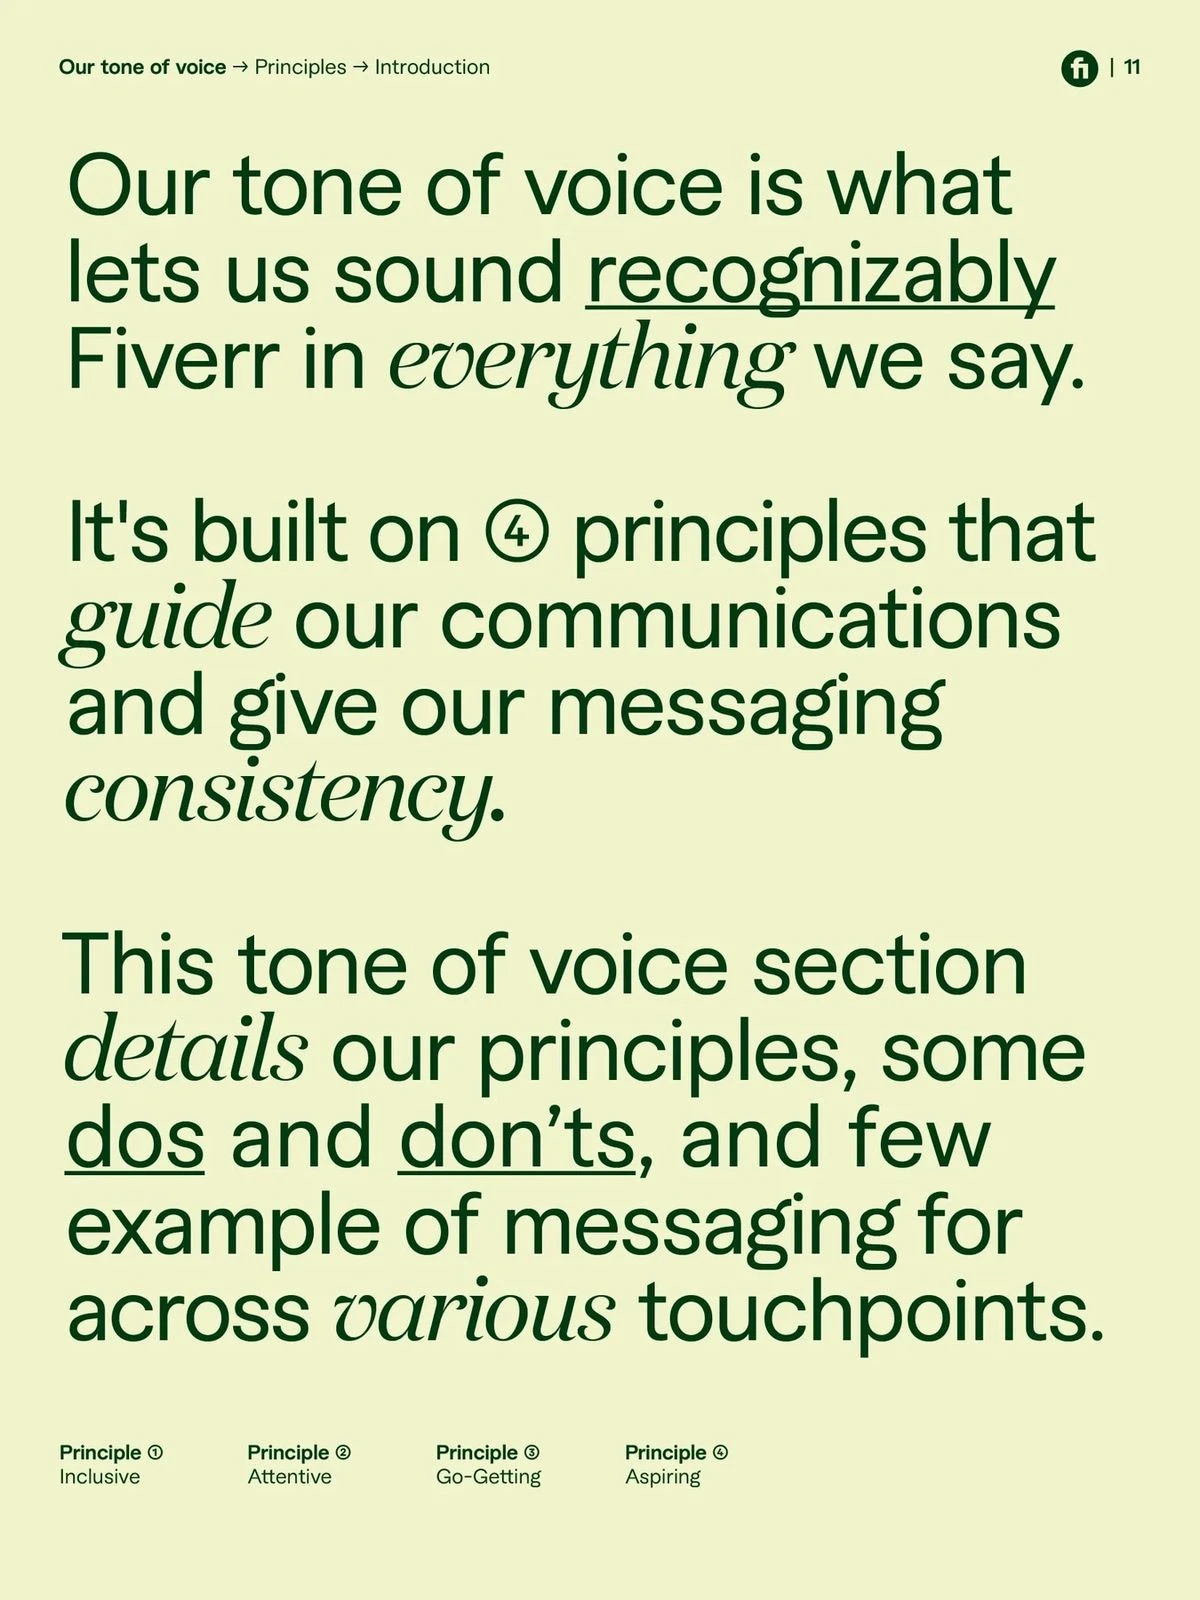 Our tone of voice → Principles → Introduction
fi | 11
Our tone of voice is what
lets us sound recognizably
Fiverr in everything we say.
It's built on ④ principles that
guide our communications
and give our messaging
consistency.
This tone of voice section
details our principles, some
dos and don’ts, and few
example of messaging for
across various touchpoints.
Principle ①
Inclusive
Principle ②
Attentive
Principle ③
Go-Getting
Principle ④
Aspiring